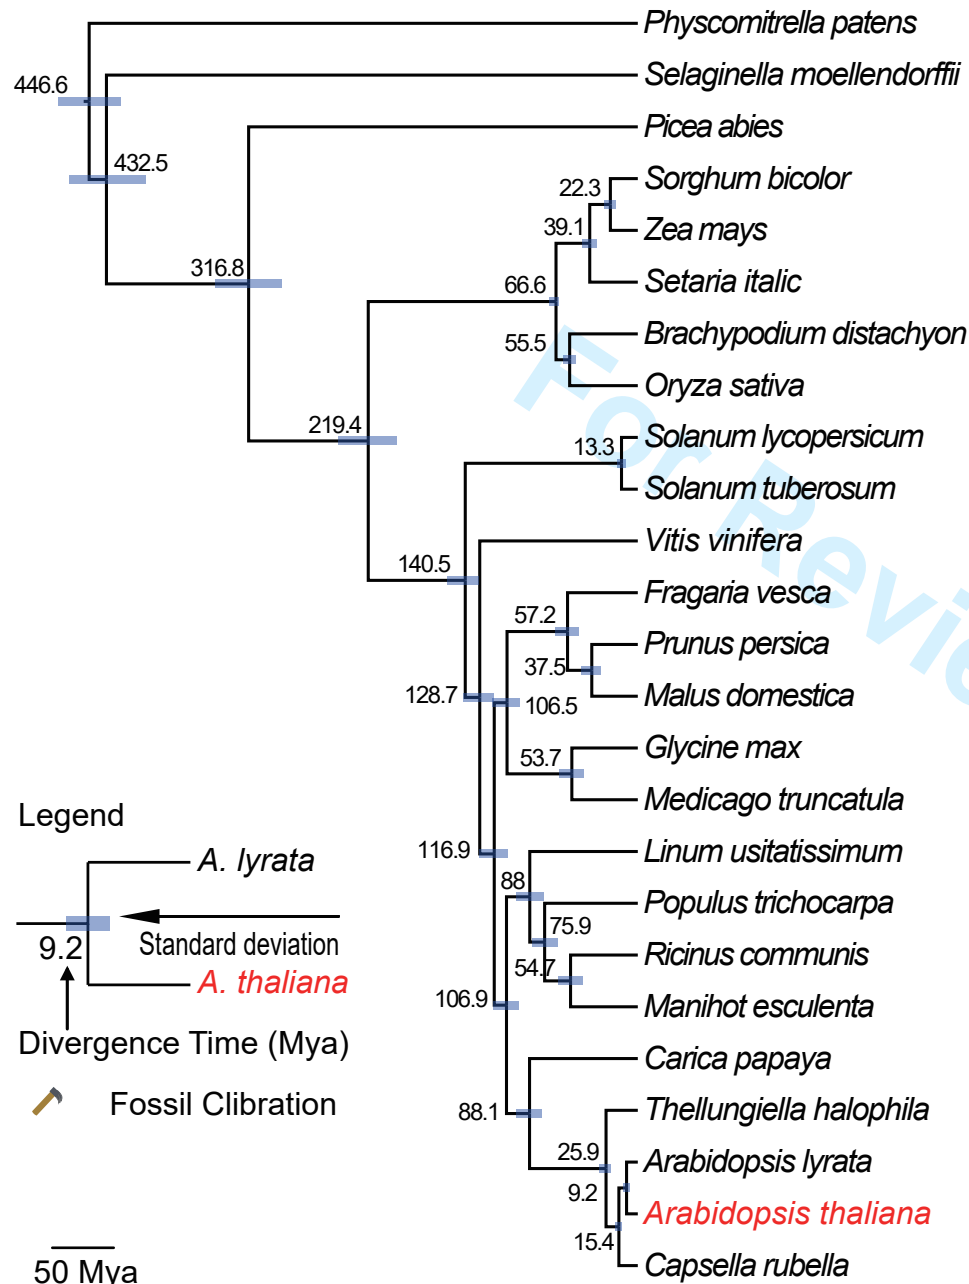 Physcomitrella patens
446.6
Selaginella moellendorffii
Picea abies
432.5
Sorghum bicolor
22.3
Zea mays
39.1
316.8
Setaria italic
66.6
Brachypodium distachyon
55.5
Oryza sativa
219.4
Solanum lycopersicum
13.3
Solanum tuberosum
Vitis vinifera
140.5
Fragaria vesca
57.2
Prunus persica
37.5
Malus domestica
128.7
106.5
Glycine max
53.7
Medicago truncatula
116.9
Linum usitatissimum
88
Populus trichocarpa
75.9
Ricinus communis
54.7
106.9
Manihot esculenta
Carica papaya
88.1
Thellungiella halophila
25.9
Arabidopsis lyrata
9.2
Arabidopsis thaliana
15.4
Capsella rubella
Legend
A. lyrata
Standard deviation
9.2
A. thaliana
Divergence Time (Mya)
Fossil Clibration
50 Mya
For Revie